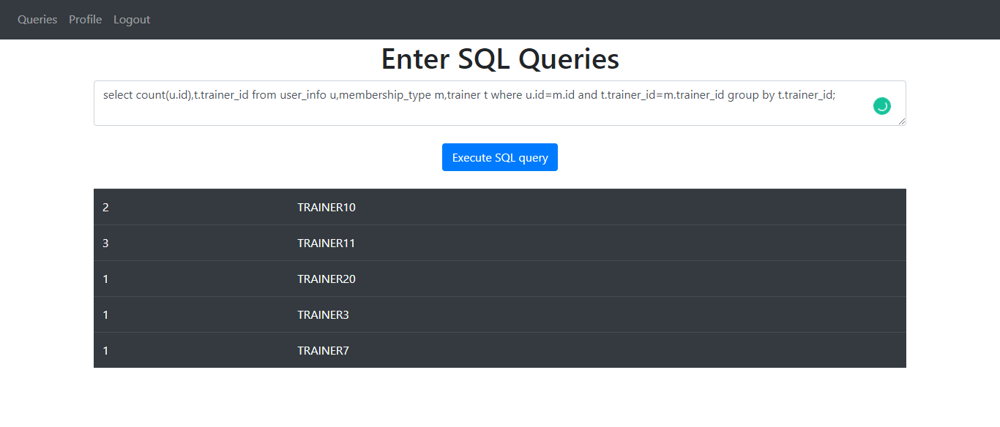 Queries Profile Logout
Enter SQL Queries
select count(u.id),t.trainer_id from user_info u,membership_type m,trainer t where u.id=m.id and t.trainer_id=m.trainer_id group by t.trainer_id;
Execute SQL query
2 TRAINER10
3 TRAINER11
1 TRAINER20
1 TRAINER3
1 TRAINER7